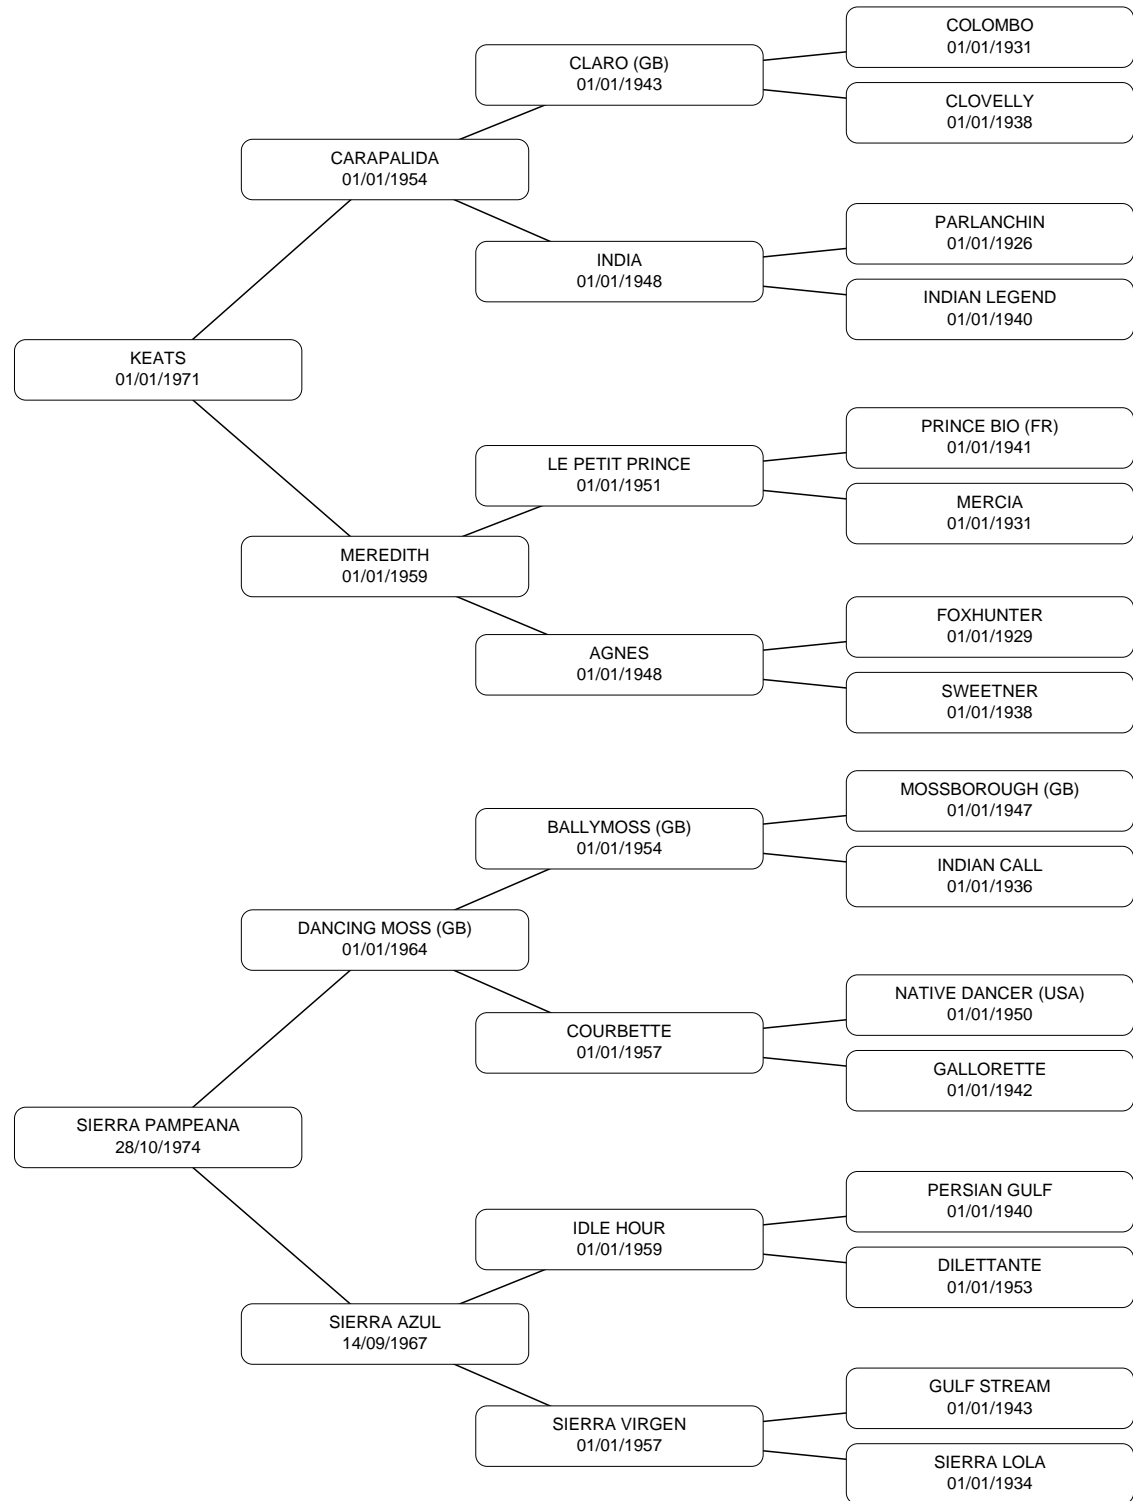 COLOMBO
01/01/1931
CLARO (GB)
01/01/1943
CLOVELLY
01/01/1938
CARAPALIDA
01/01/1954
PARLANCHIN
01/01/1926
INDIA
01/01/1948
INDIAN LEGEND
01/01/1940
KEATS
01/01/1971
PRINCE BIO (FR)
01/01/1941
LE PETIT PRINCE
01/01/1951
MERCIA
01/01/1931
MEREDITH
01/01/1959
FOXHUNTER
01/01/1929
AGNES
01/01/1948
SWEETNER
01/01/1938
MOSSBOROUGH (GB)
01/01/1947
BALLYMOSS (GB)
01/01/1954
INDIAN CALL
01/01/1936
DANCING MOSS (GB)
01/01/1964
NATIVE DANCER (USA)
01/01/1950
COURBETTE
01/01/1957
GALLORETTE
01/01/1942
SIERRA PAMPEANA
28/10/1974
PERSIAN GULF
01/01/1940
IDLE HOUR
01/01/1959
DILETTANTE
01/01/1953
SIERRA AZUL
14/09/1967
GULF STREAM
01/01/1943
SIERRA VIRGEN
01/01/1957
SIERRA LOLA
01/01/1934